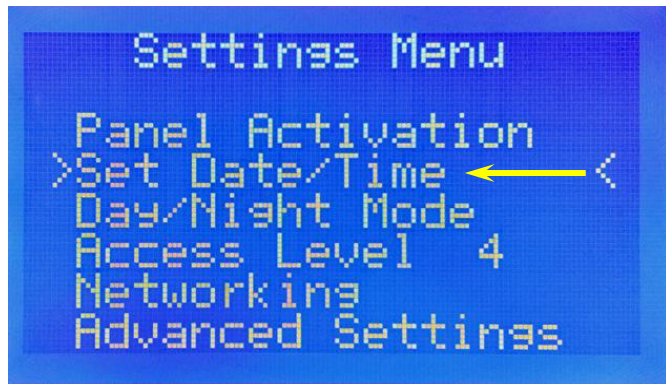 Settings Menu
Panel Activation
>Set Date/Time <
Day/Night Mode
Access Level 4
Networking
Advanced Settings